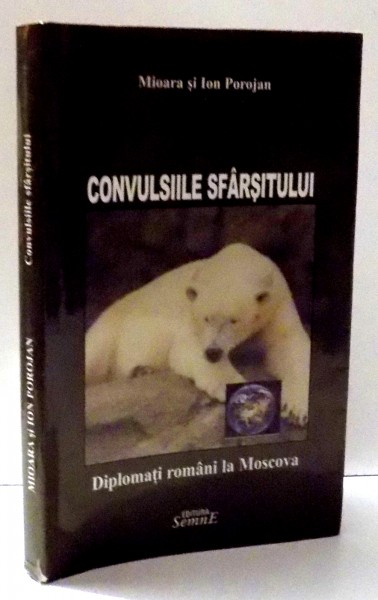 Mioara și Ion Porojan
CONVULSIILE SFÂRȘITULUI
Diplomați români la Moscova
EDITURA
SemnE
MIOARA și ION POROJAN
Convulsiile sfârșitului